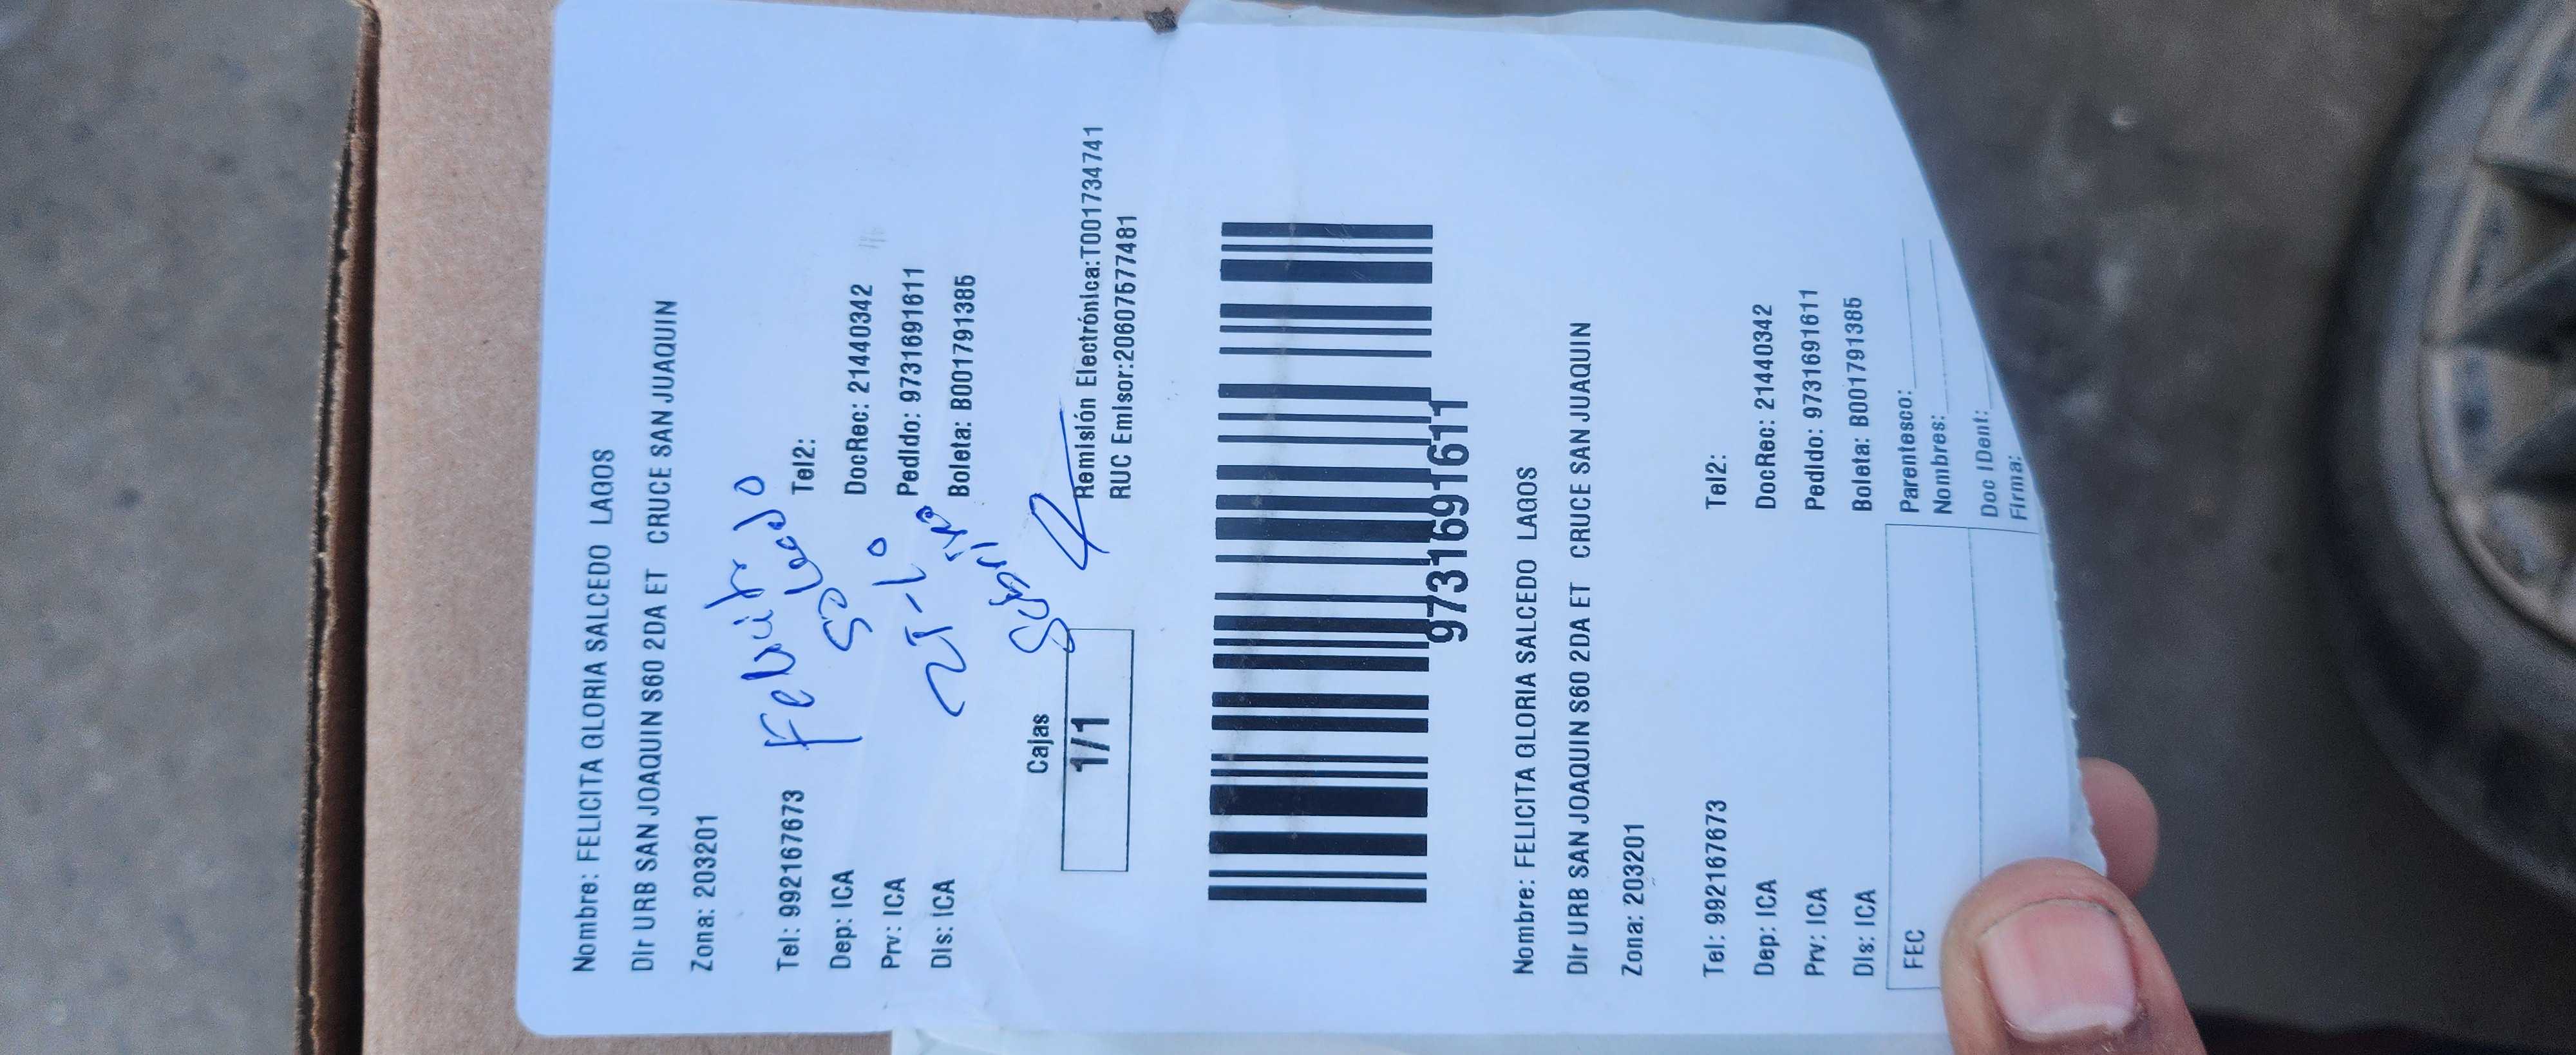 Nombre: FELICITA GLORIA SALCEDO LAGOS
Dir URB SAN JOAQUIN S60 2DA ET CRUCE SAN JUAQUIN
Zona: 203201
Tel: 992167673 Tel2:
Dep: ICA DocRec: 21440342
Prv: ICA Pedido: 9731691611
Dis: ICA Boleta: B001791385
Salcedo
21-10
Cajas
1/1
Remisión Electrónica:T001734741
RUC Emisor:20607577481
9731691611
Nombre: FELICITA GLORIA SALCEDO LAGOS
Dir URB SAN JOAQUIN S60 2DA ET CRUCE SAN JUAQUIN
Zona: 203201
Tel: 992167673 Tel2:
Dep: ICA DocRec: 21440342
Prv: ICA Pedido: 9731691611
Dis: ICA Boleta: B001791385
FEC Parentesco:
Nombres:
Doc IDent:
Firma: